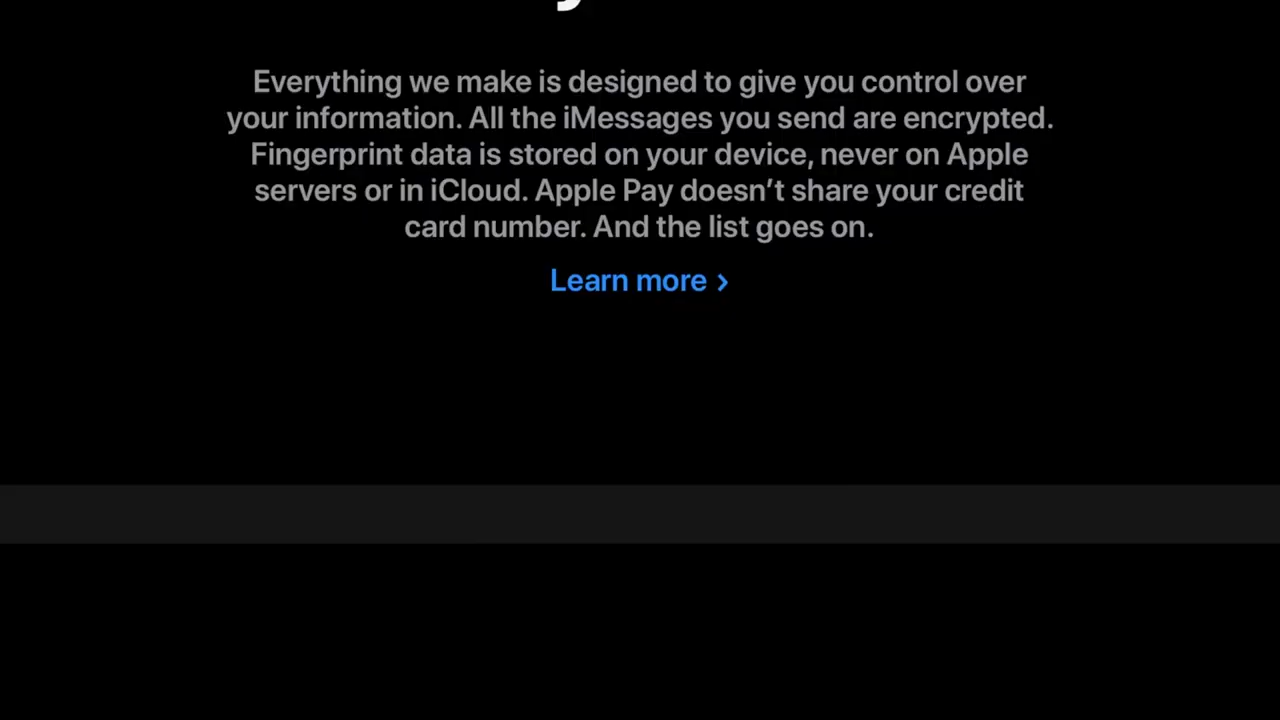 Everything we make is designed to give you control over
your information. All the iMessages you send are encrypted.
Fingerprint data is stored on your device, never on Apple
servers or in iCloud. Apple Pay doesn’t share your credit
card number. And the list goes on.
Learn more ›